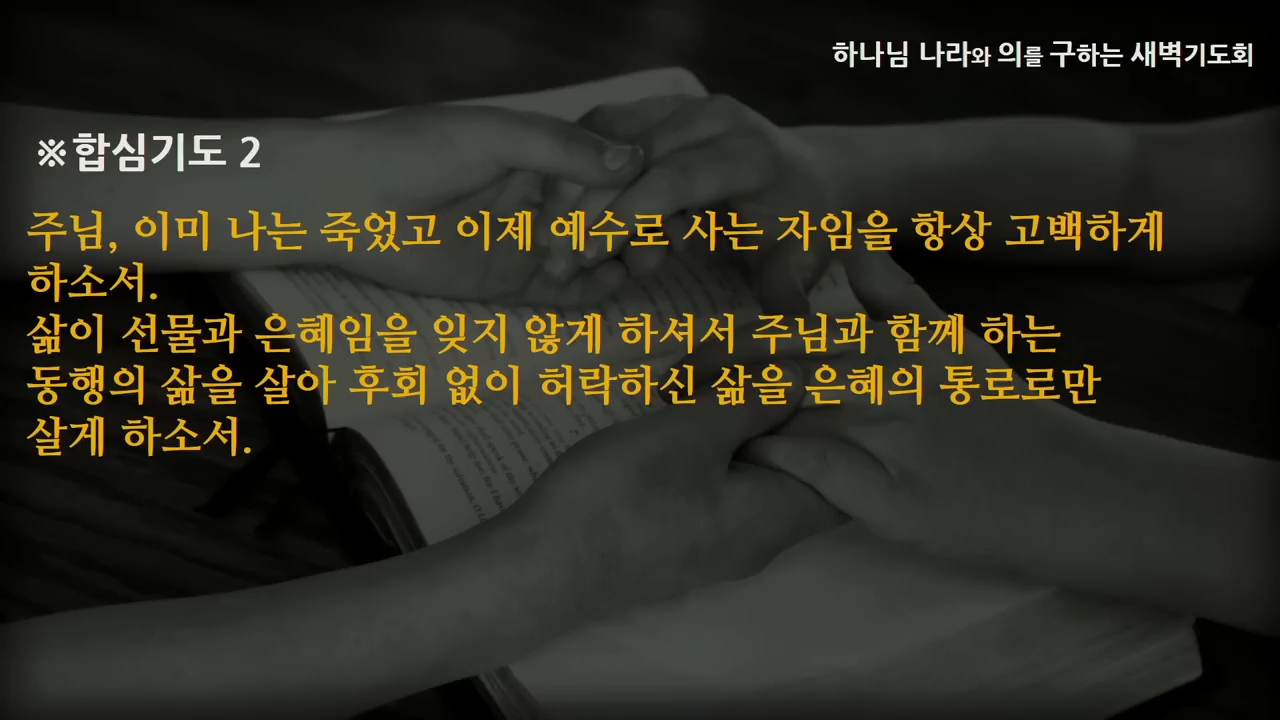 하나님 나라와 의를 구하는 새벽기도회
※합심기도 2
주님, 이미 나는 죽었고 이제 예수로 사는 자임을 항상 고백하게
하소서.
삶이 선물과 은혜임을 잊지 않게 하셔서 주님과 함께 하는
동행의 삶을 살아 후회 없이 허락하신 삶을 은혜의 통로로만
살게 하소서.